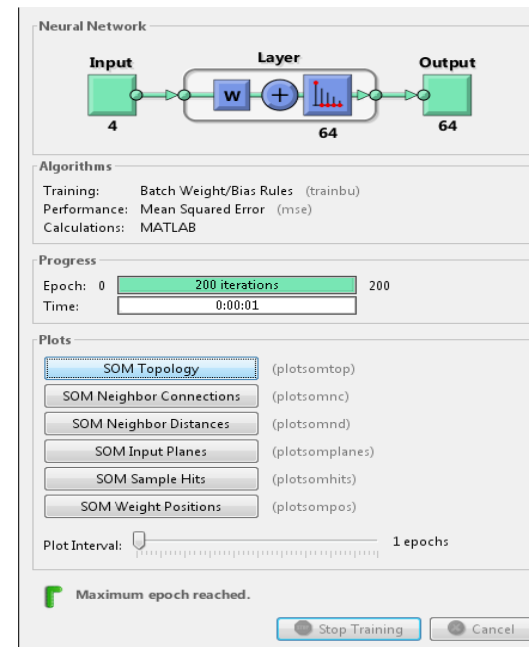 Neural Network
Input
Layer
Output
W
+
4
64
64
Algorithms
Training: Batch Weight/Bias Rules (trainbu)
Performance: Mean Squared Error (mse)
Calculations: MATLAB
Progress
Epoch: 0 200 iterations 200
Time: 0:00:01
Plots
SOM Topology (plotsomtop)
SOM Neighbor Connections (plotsomnc)
SOM Neighbor Distances (plotsomnd)
SOM Input Planes (plotsomplanes)
SOM Sample Hits (plotsomhits)
SOM Weight Positions (plotsompos)
Plot Interval: 1 epochs
Maximum epoch reached.
Stop Training Cancel